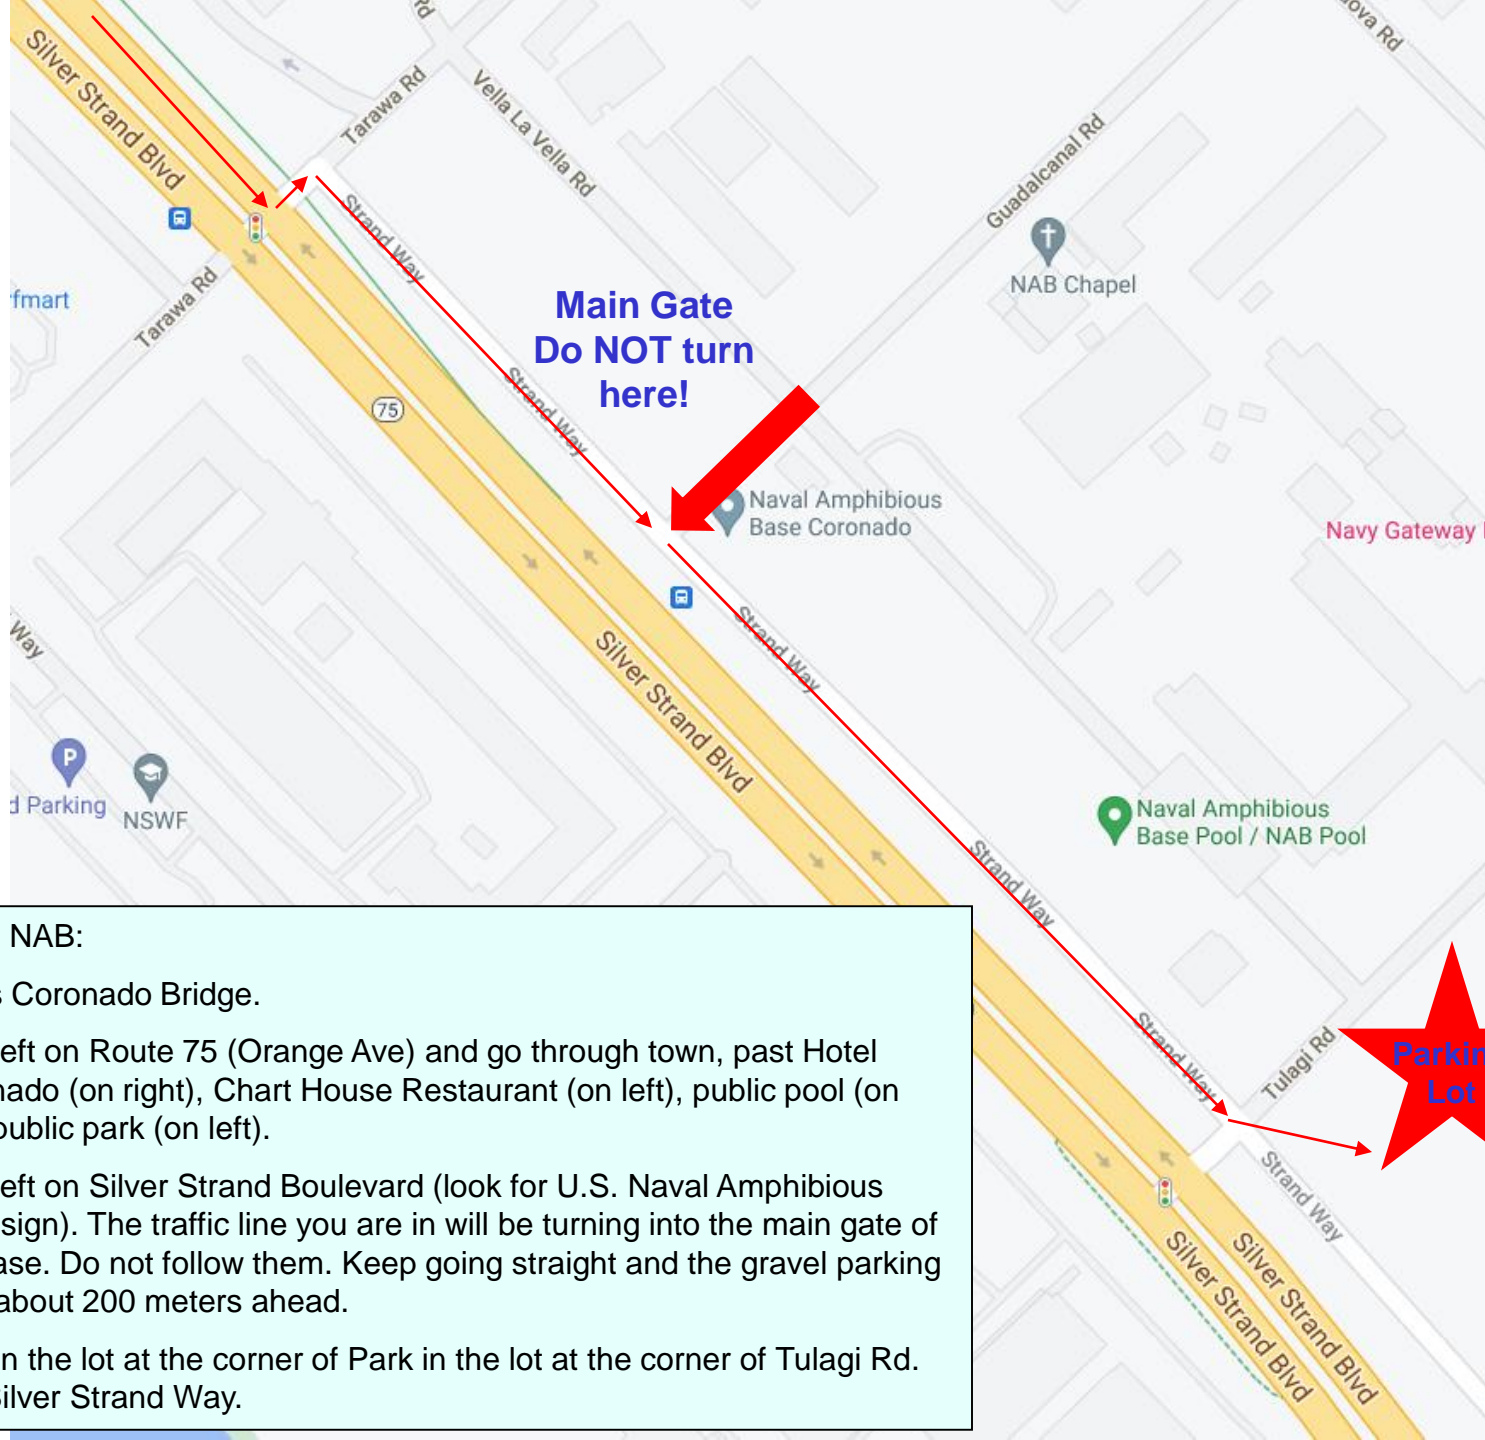 Silver Strand Blvd
Rd
Tarawa Rd
Vella La Vella Rd
ova Rd
Guadalcanal Rd
Strand Way
NAB Chapel
fmart
Tarawa Rd
Main Gate
Do NOT turn
here!
75
Strand Way
Naval Amphibious
Base Coronado
Navy Gateway
Way
Strand Way
Silver Strand Blvd
P
d Parking
NSWF
Naval Amphibious
Base Pool / NAB Pool
Strand Way
Strand Way
Tulagi Rd
Parkin
Lot
Strand Way
Silver Strand Blvd
Silver Strand Blvd
NAB:
s Coronado Bridge.
eft on Route 75 (Orange Ave) and go through town, past Hotel
nado (on right), Chart House Restaurant (on left), public pool (on
public park (on left).
eft on Silver Strand Boulevard (look for U.S. Naval Amphibious
sign). The traffic line you are in will be turning into the main gate of
ase. Do not follow them. Keep going straight and the gravel parking
about 200 meters ahead.
n the lot at the corner of Park in the lot at the corner of Tulagi Rd.
Silver Strand Way.